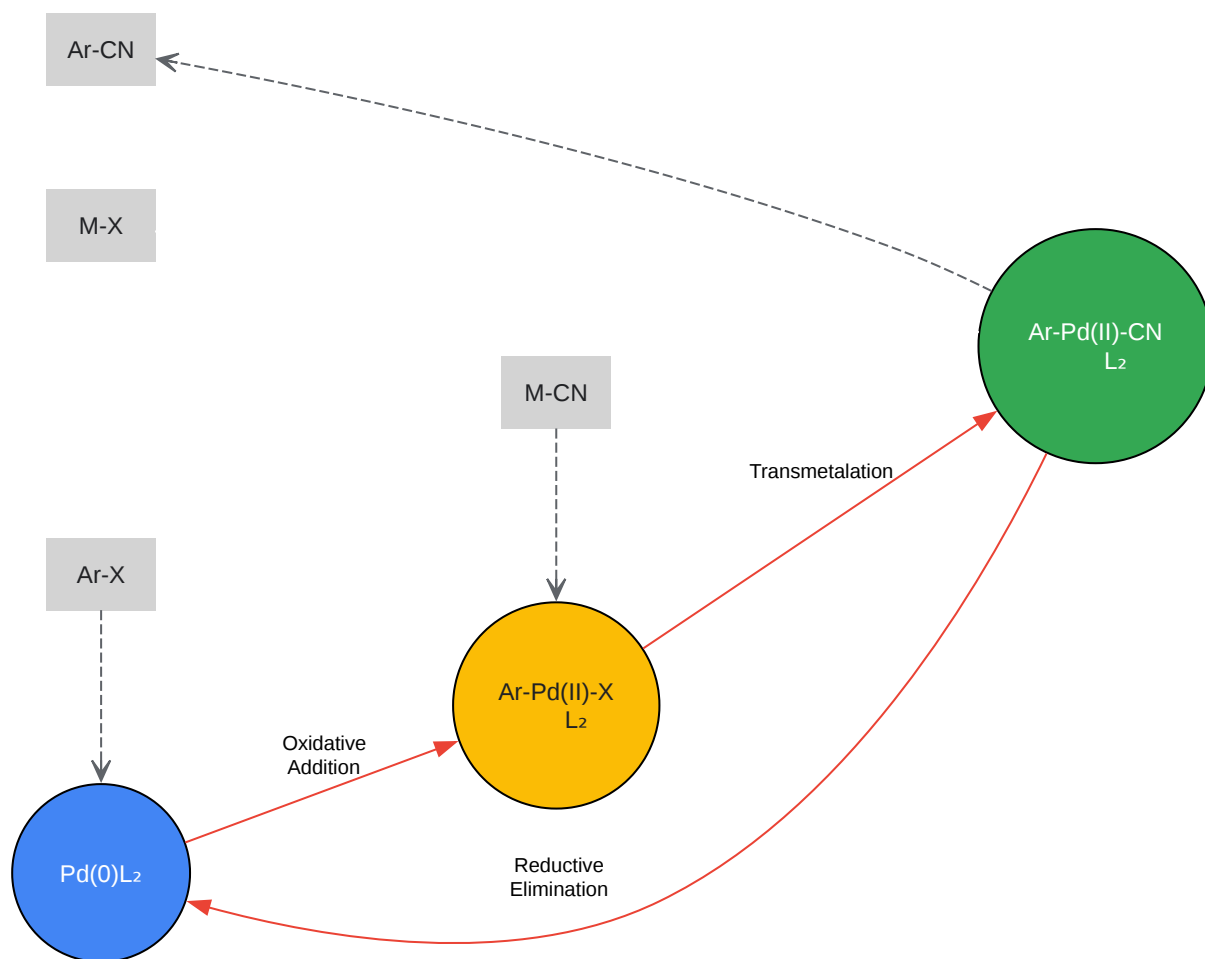 Ar-CN
M-X
Ar-Pd(II)-CN
L₂
M-CN
Transmetalation
Ar-X
Ar-Pd(II)-X
L₂
Oxidative
Addition
Pd(0)L₂
Reductive
Elimination